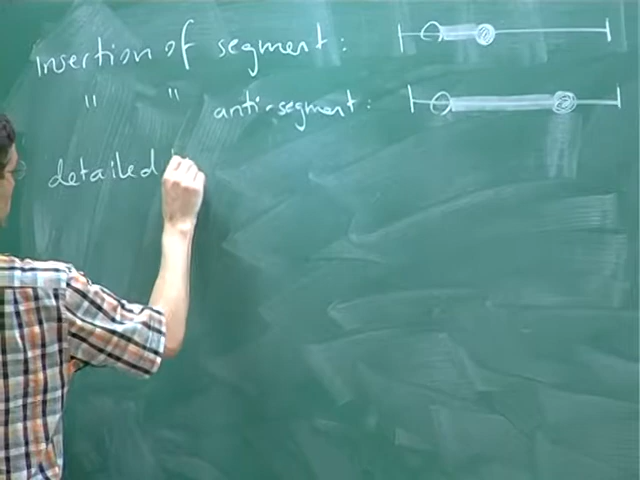 insertion of segment:
" " anti-segment:
detailed